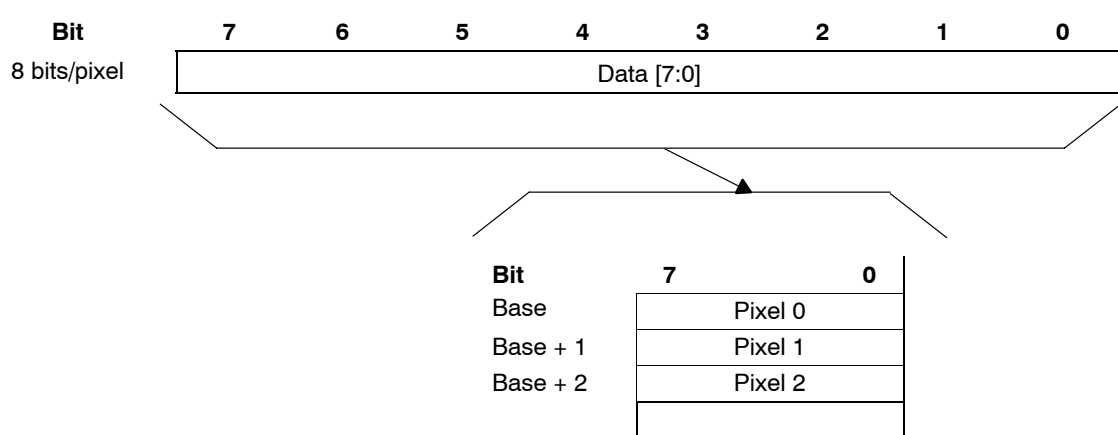 Bit 7 6 5 4 3 2 1 0
8 bits/pixel Data [7:0]
Bit 7 0
Base Pixel 0
Base + 1 Pixel 1
Base + 2 Pixel 2